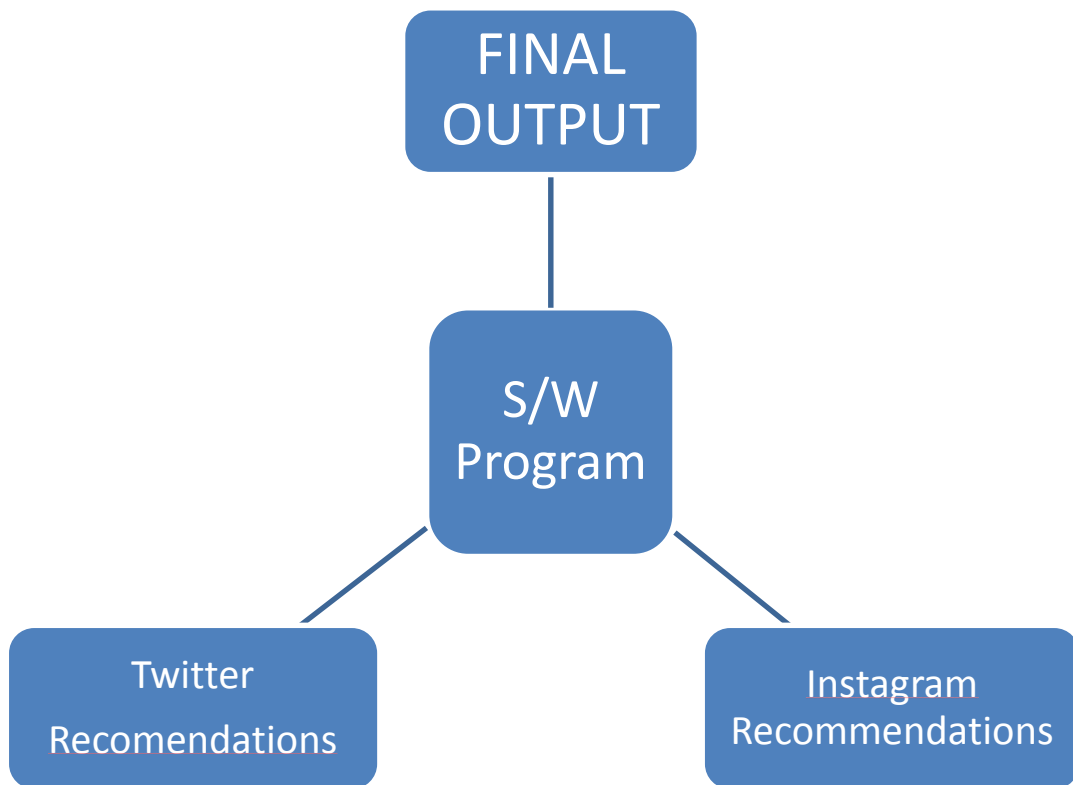 FINAL
OUTPUT
S/W
Program
Twitter
Recomendations
Instagram
Recommendations